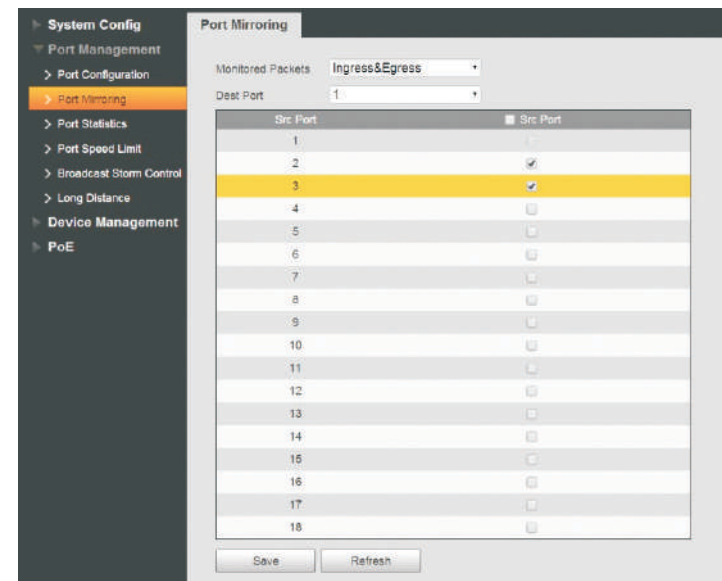 System Config
Port Management
Port Configuration
Port Mirroring
Port Statistics
Port Speed Limit
Broadcast Storm Control
Long Distance
Device Management
PoE
Port Mirroring
Monitored Packets Ingress&Egress
Dest Port 1
Src Port Src Port
1
2
3
4
5
6
7
8
9
10
11
12
13
14
15
16
17
18
Save Refresh